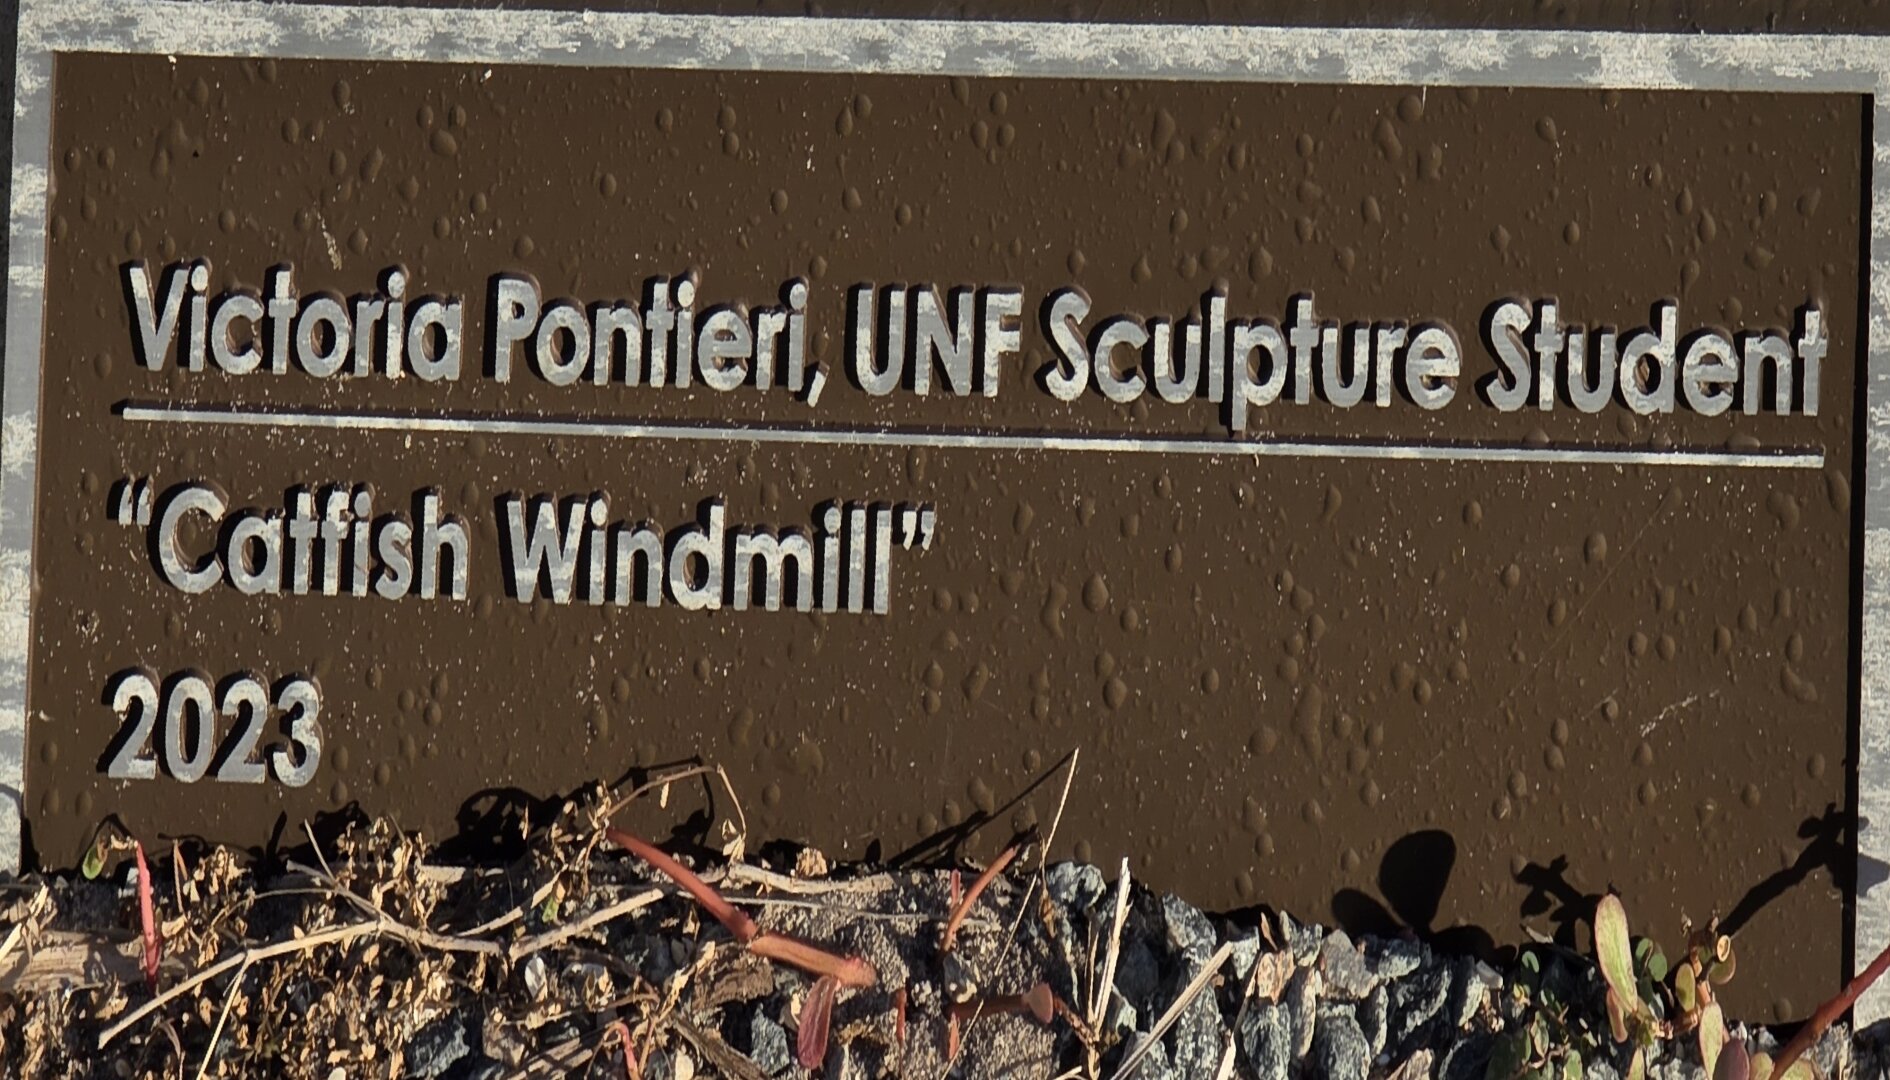 Victoria Pontieri, UNF Sculpture Student
“Catfish Windmill”
2023